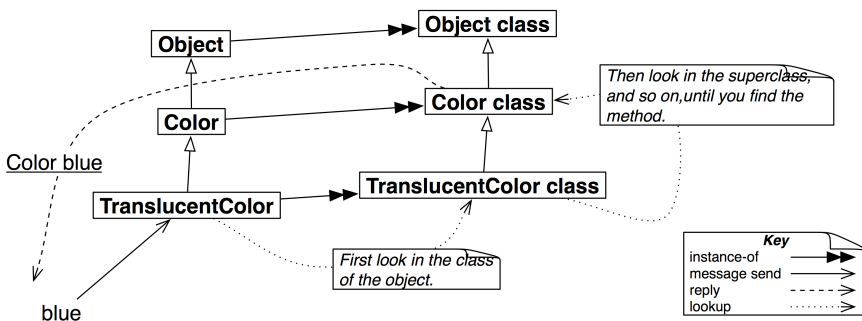 Object
Object class
Color
Color class
Then look in the superclass,
and so on,until you find the
method.
Color blue
TranslucentColor
TranslucentColor class
First look in the class
of the object.
blue
Key
instance-of
message send
reply
lookup